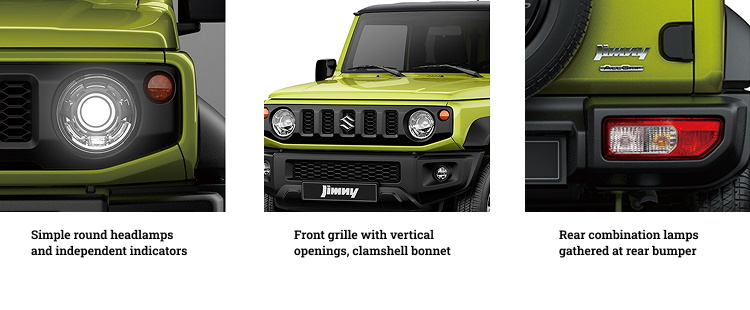 Jimny
Jimny
ALLGRIP
Simple round headlamps
and independent indicators
Front grille with vertical
openings, clamshell bonnet
Rear combination lamps
gathered at rear bumper